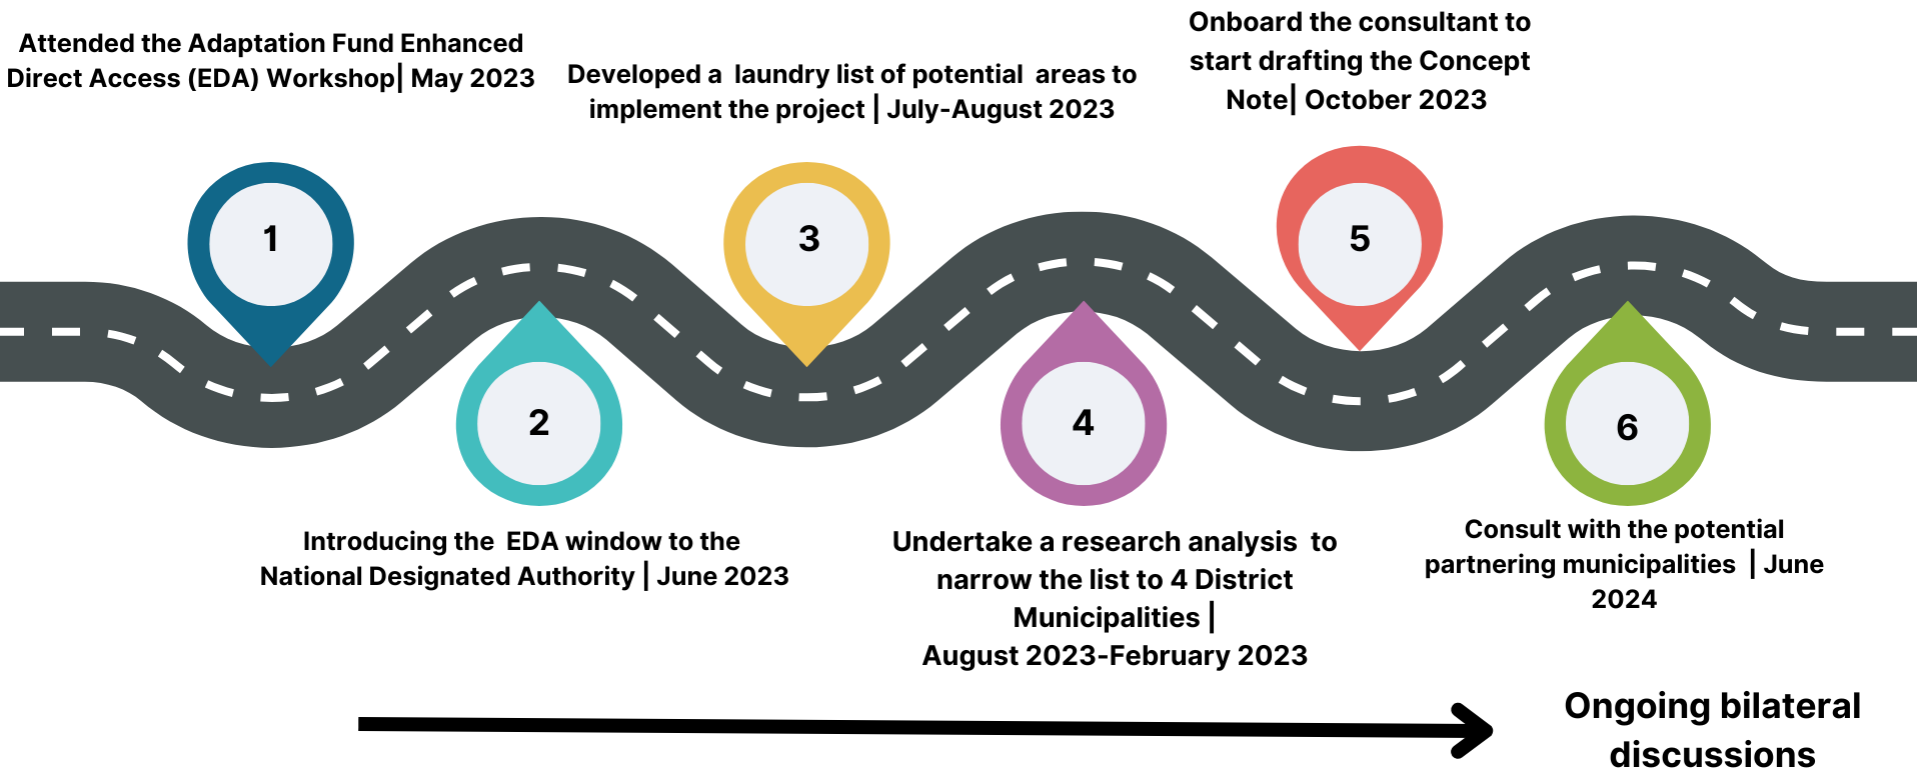 Attended the Adaptation Fund Enhanced
Direct Access (EDA) Workshop| May 2023
1
Introducing the EDA window to the
National Designated Authority | June 2023
2
Developed a laundry list of potential areas to
implement the project | July-August 2023
3
Undertake a research analysis to
narrow the list to 4 District
Municipalities |
August 2023-February 2023
4
Onboard the consultant to
start drafting the Concept
Note| October 2023
5
Consult with the potential
partnering municipalities | June
2024
6
Ongoing bilateral
discussions